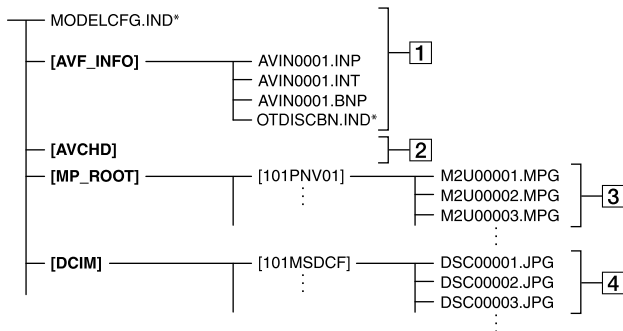 MODELCFG.IND*
1
[AVF_INFO] AVIN0001.INP
AVIN0001.INT
AVIN0001.BNP
OTDISCBN.IND*
[AVCHD] 2
[MP_ROOT] [101PNV01] M2U00001.MPG
M2U00002.MPG 3
M2U00003.MPG
[DCIM] [101MSDCF] DSC00001.JPG
DSC00002.JPG 4
DSC00003.JPG